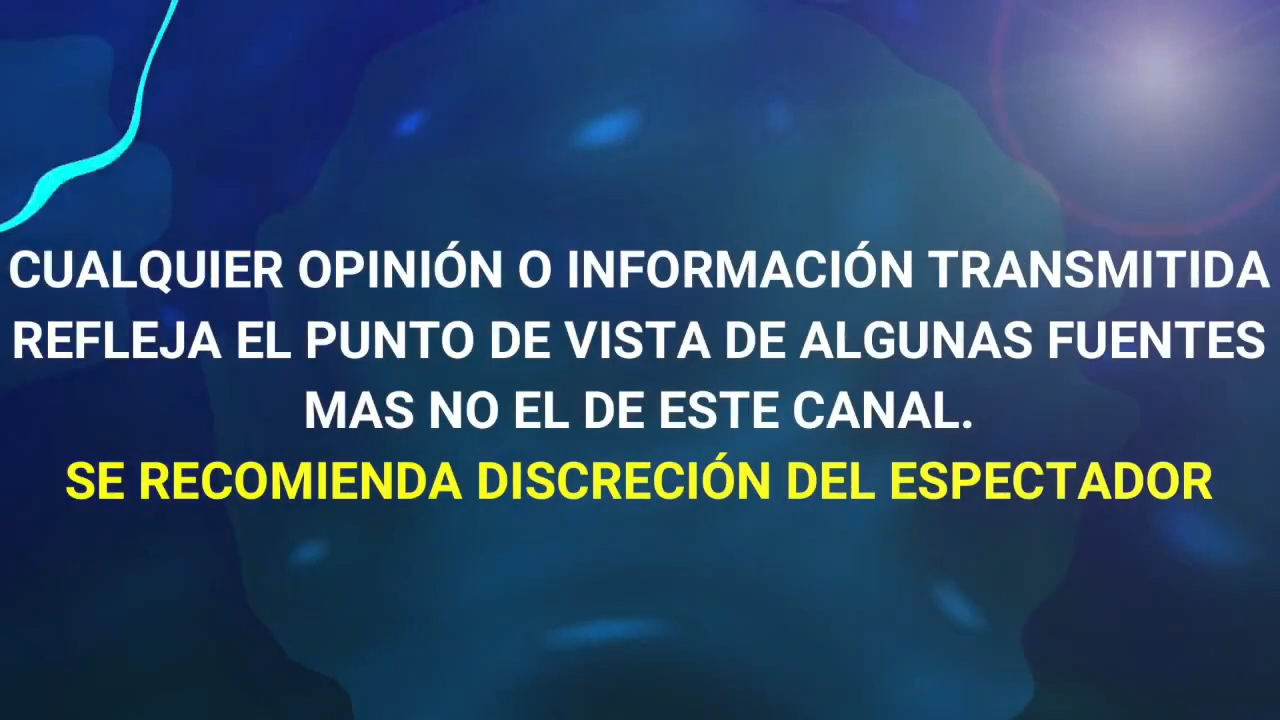 CUALQUIER OPINIÓN O INFORMACIÓN TRANSMITIDA
REFLEJA EL PUNTO DE VISTA DE ALGUNAS FUENTES
MAS NO EL DE ESTE CANAL.
SE RECOMIENDA DISCRECIÓN DEL ESPECTADOR